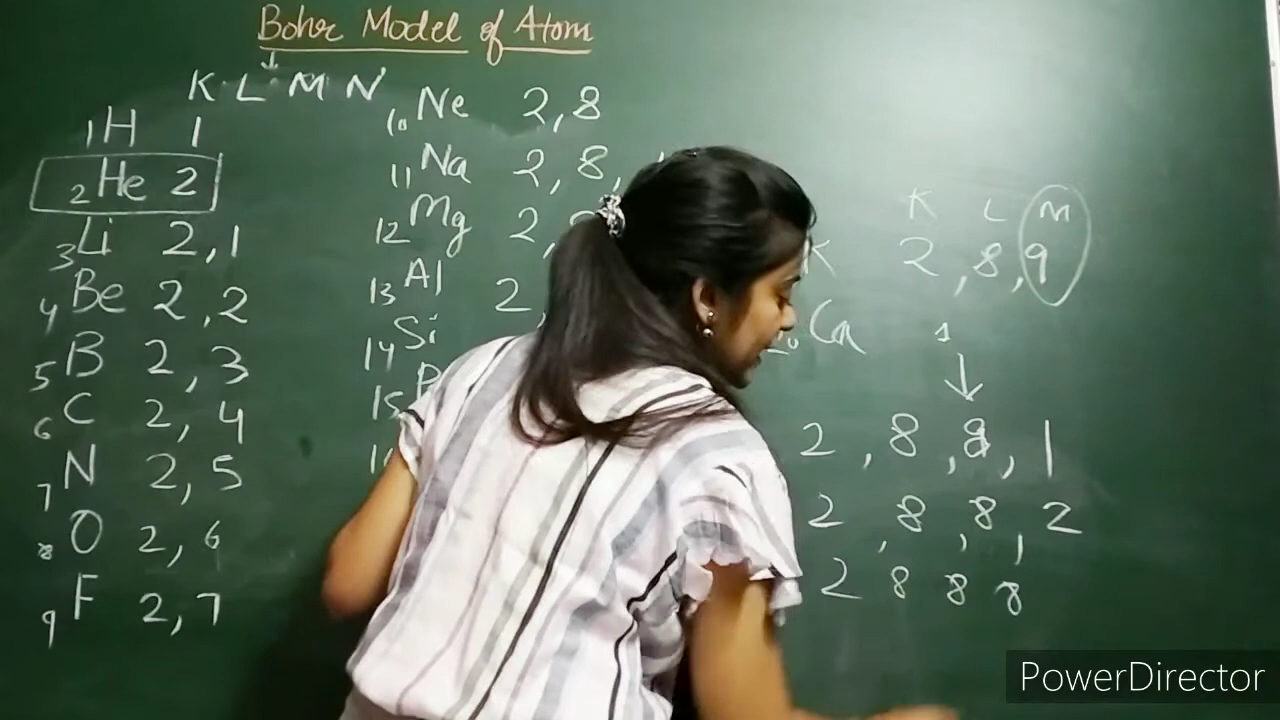 Bohr Model of Atom
↓
K L M N
1H 1
2He 2
3Li 2,1
4Be 2,2
5B 2,3
6C 2,4
7N 2,5
8O 2,6
9F 2,7
10Ne 2,8
11Na 2,8,
12Mg 2,
13Al 2,
14Si
15P
K L M
K 2,8,9
20Ca
1
↓
2,8,8,1
2,8,8,2
2 8 8 8
PowerDirector